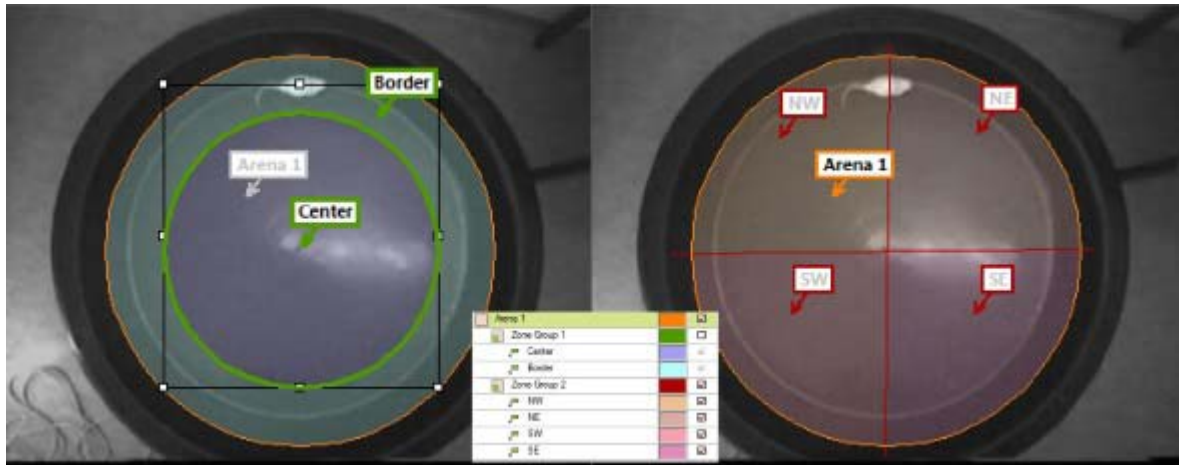 Border
Arena 1
Center
NW
NE
Arena 1
SW
SE
Arena 1
Zone Group 1
Center
Border
Zone Group 2
NW
NE
SW
SE